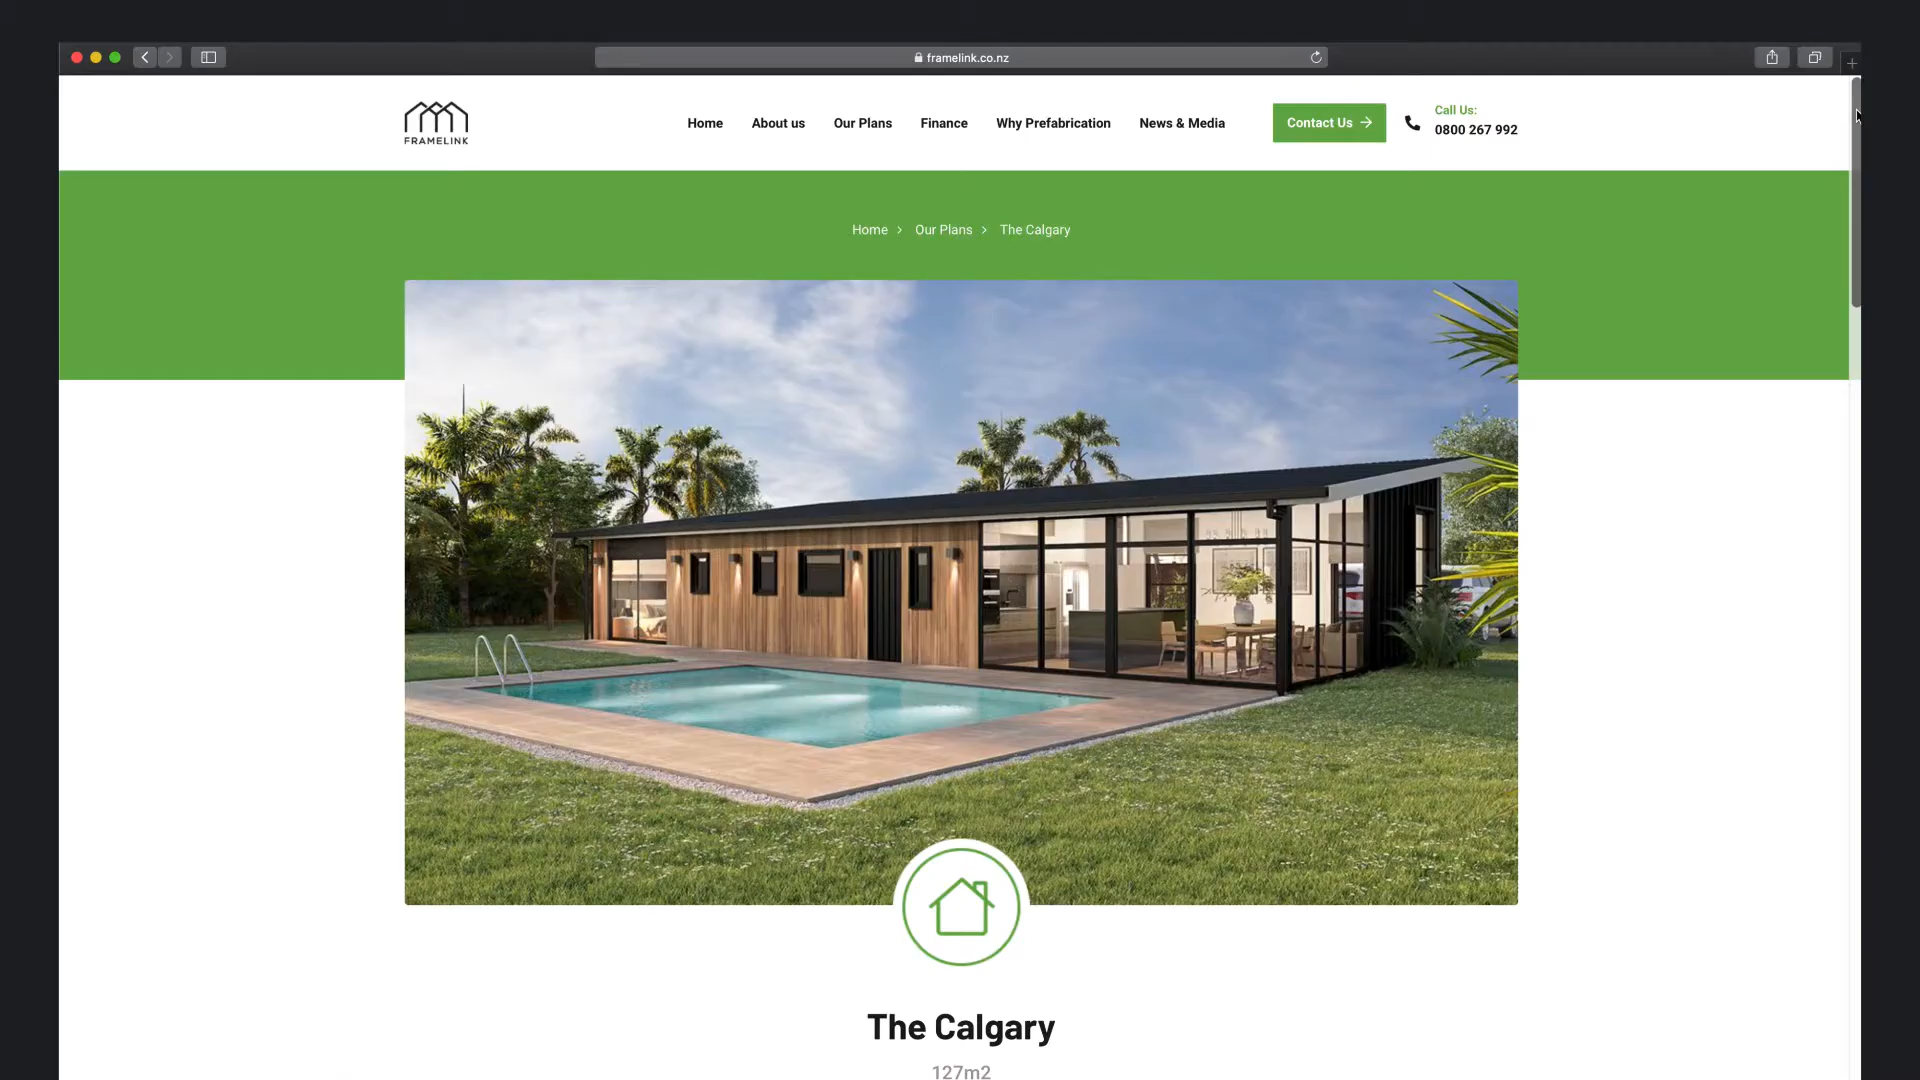 framelink.co.nz
FRAMELINK
Home
About us
Our Plans
Finance
Why Prefabrication
News & Media
Contact Us
Call Us:
0800 267 992
Home > Our Plans > The Calgary
The Calgary
127m2